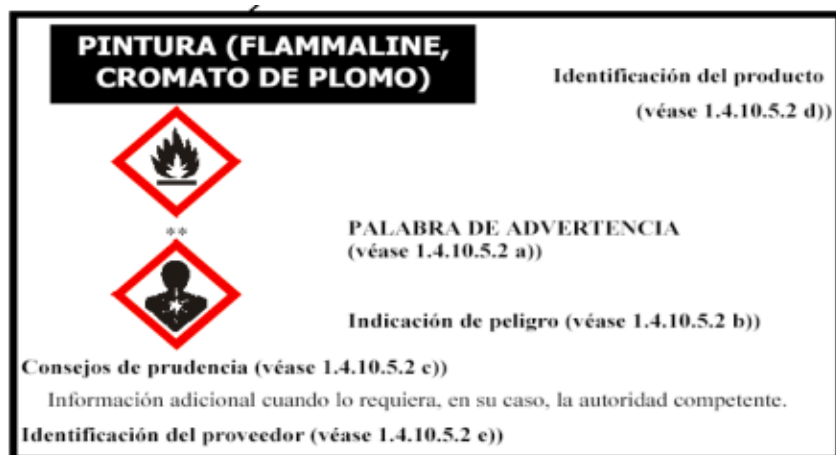 PINTURA (FLAMMALINE,
CROMATO DE PLOMO)
Identificación del producto
(véase 1.4.10.5.2 d))
**
PALABRA DE ADVERTENCIA
(véase 1.4.10.5.2 a))
Indicación de peligro (véase 1.4.10.5.2 b))
Consejos de prudencia (véase 1.4.10.5.2 c))
Información adicional cuando lo requiera, en su caso, la autoridad competente.
Identificación del proveedor (véase 1.4.10.5.2 e))